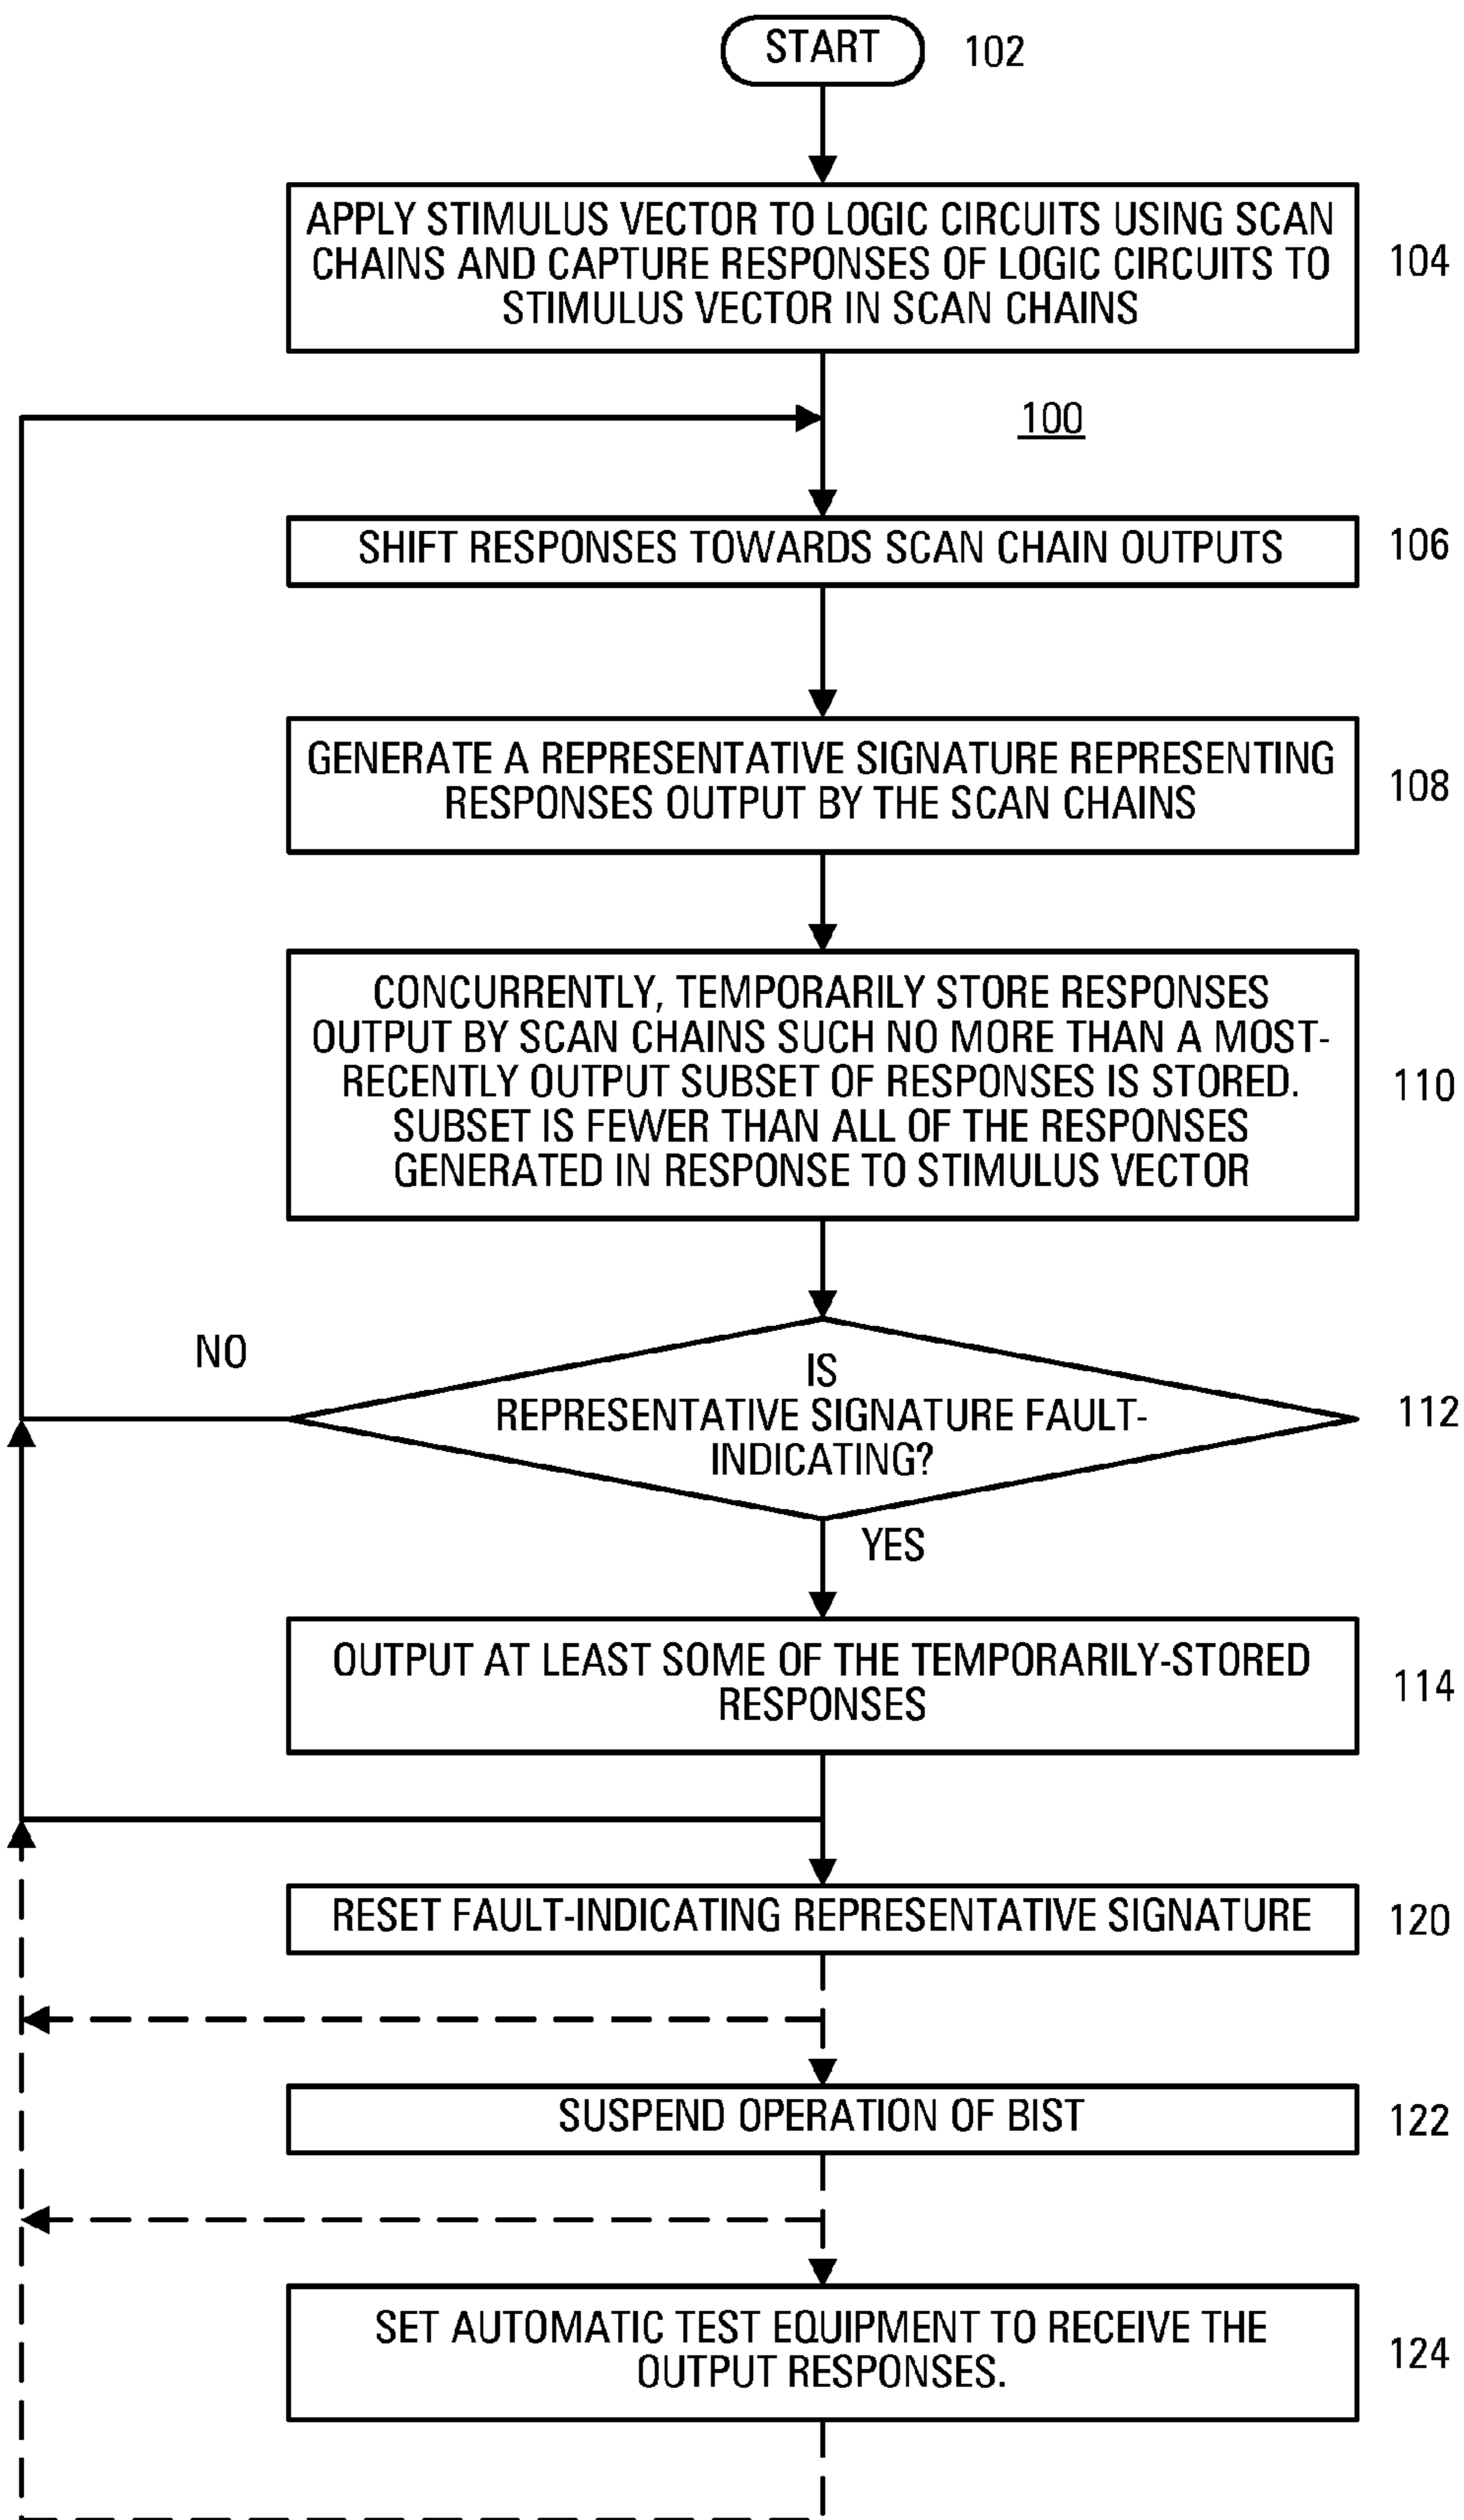 START 102
APPLY STIMULUS VECTOR TO LOGIC CIRCUITS USING SCAN
CHAINS AND CAPTURE RESPONSES OF LOGIC CIRCUITS TO
STIMULUS VECTOR IN SCAN CHAINS
104
100
SHIFT RESPONSES TOWARDS SCAN CHAIN OUTPUTS 106
GENERATE A REPRESENTATIVE SIGNATURE REPRESENTING
RESPONSES OUTPUT BY THE SCAN CHAINS
108
CONCURRENTLY, TEMPORARILY STORE RESPONSES
OUTPUT BY SCAN CHAINS SUCH NO MORE THAN A MOST-
RECENTLY OUTPUT SUBSET OF RESPONSES IS STORED.
SUBSET IS FEWER THAN ALL OF THE RESPONSES
GENERATED IN RESPONSE TO STIMULUS VECTOR
110
NO
IS
REPRESENTATIVE SIGNATURE FAULT-
INDICATING?
112
YES
OUTPUT AT LEAST SOME OF THE TEMPORARILY-STORED
RESPONSES
114
RESET FAULT-INDICATING REPRESENTATIVE SIGNATURE 120
SUSPEND OPERATION OF BIST 122
SET AUTOMATIC TEST EQUIPMENT TO RECEIVE THE
OUTPUT RESPONSES.
124